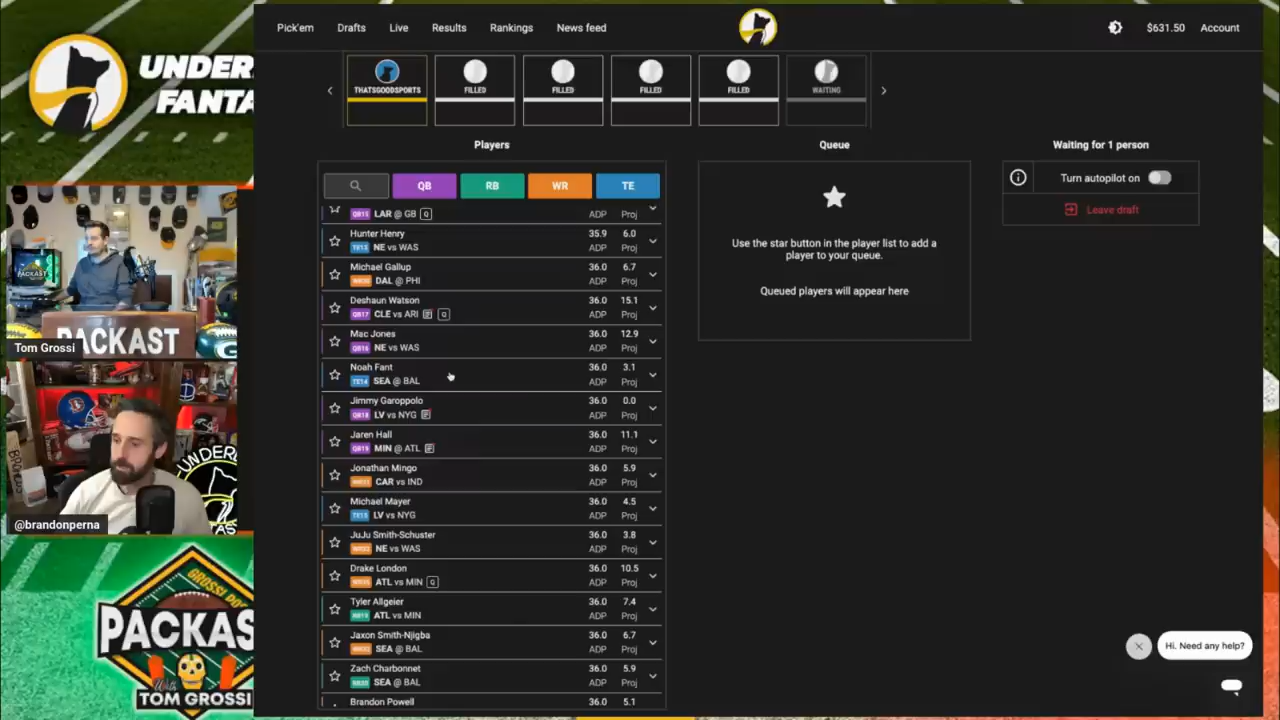 UNDER
FANTA
Pick'em
Drafts
Live
Results
Rankings
News feed
$631.50
Account
THATSGOODSPORTS
FILLED
FILLED
FILLED
FILLED
WAITING
Players
Queue
Waiting for 1 person
QB
RB
WR
TE
Turn autopilot on
Leave draft
Use the star button in the player list to add a
player to your queue.
Queued players will appear here
LAR @ GB Q ADP Proj
Hunter Henry 35.9 6.0
NE vs WAS ADP Proj
Michael Gallup 36.0 6.7
DAL @ PHI ADP Proj
Deshaun Watson 36.0 15.1
CLE vs ARI Q ADP Proj
Mac Jones 36.0 12.9
NE vs WAS ADP Proj
Noah Fant 36.0 3.1
SEA @ BAL ADP Proj
Jimmy Garoppolo 36.0 0.0
LV vs NYG ADP Proj
Jaren Hall 36.0 11.1
MIN @ ATL ADP Proj
Jonathan Mingo 36.0 5.9
CAR vs IND ADP Proj
Michael Mayer 36.0 4.5
LV vs NYG ADP Proj
JuJu Smith-Schuster 36.0 3.8
NE vs WAS ADP Proj
Drake London 36.0 10.5
ATL vs MIN Q ADP Proj
Tyler Allgeier 36.0 7.4
ATL vs MIN ADP Proj
Jaxon Smith-Njigba 36.0 6.7
SEA @ BAL ADP Proj
Zach Charbonnet 36.0 5.9
SEA @ BAL ADP Proj
Brandon Powell 36.0 5.1
Hi. Need any help?
PACKAST
Tom Grossi
UNDER
@brandonperna
PACKAS
With
TOM GROSSI